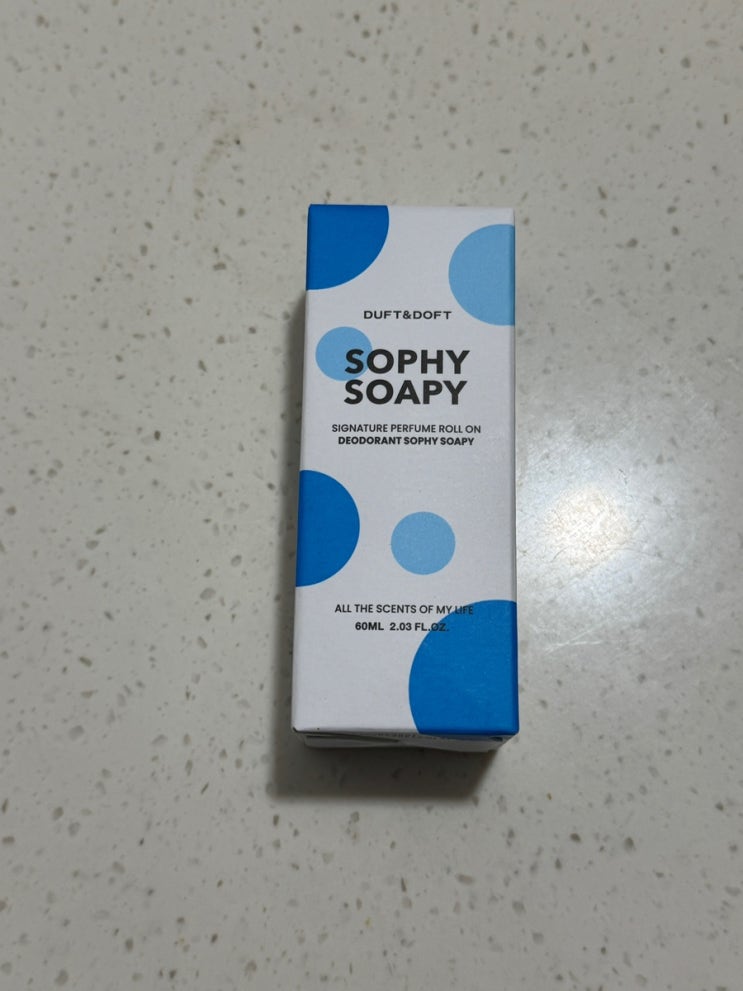 DUFT&DOFT
SOPHY
SOAPY
SIGNATURE PERFUME ROLL ON
DEODORANT SOPHY SOAPY
ALL THE SCENTS OF MY LIFE
60ML 2.03 FL.OZ.